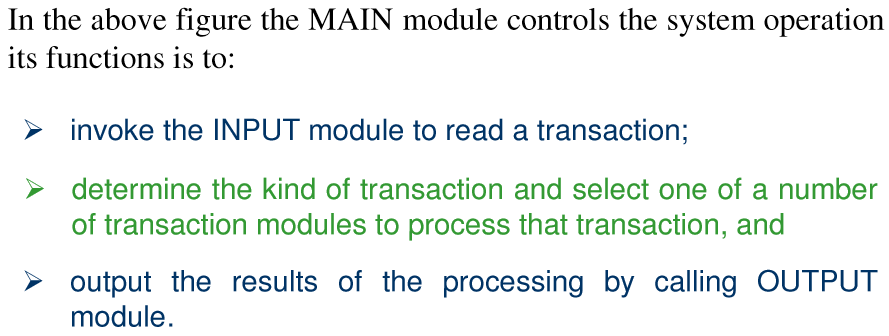 In the above figure the MAIN module controls the system operation
its functions is to:
➢ invoke the INPUT module to read a transaction;
➢ determine the kind of transaction and select one of a number
of transaction modules to process that transaction, and
➢ output the results of the processing by calling OUTPUT
module.